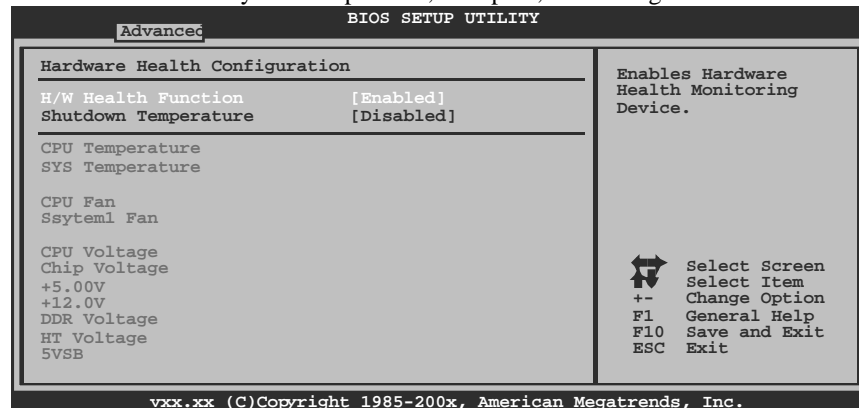 BIOS SETUP UTILITY
Advanced
Hardware Health Configuration
H/W Health Function [Enabled]
Shutdown Temperature [Disabled]
CPU Temperature
SYS Temperature
CPU Fan
Ssytem1 Fan
CPU Voltage
Chip Voltage
+5.00V
+12.0V
DDR Voltage
HT Voltage
5VSB
Enables Hardware
Health Monitoring
Device.
Select Screen
Select Item
+- Change Option
F1 General Help
F10 Save and Exit
ESC Exit
vxx.xx (C)Copyright 1985-200x, American Megatrends, Inc.